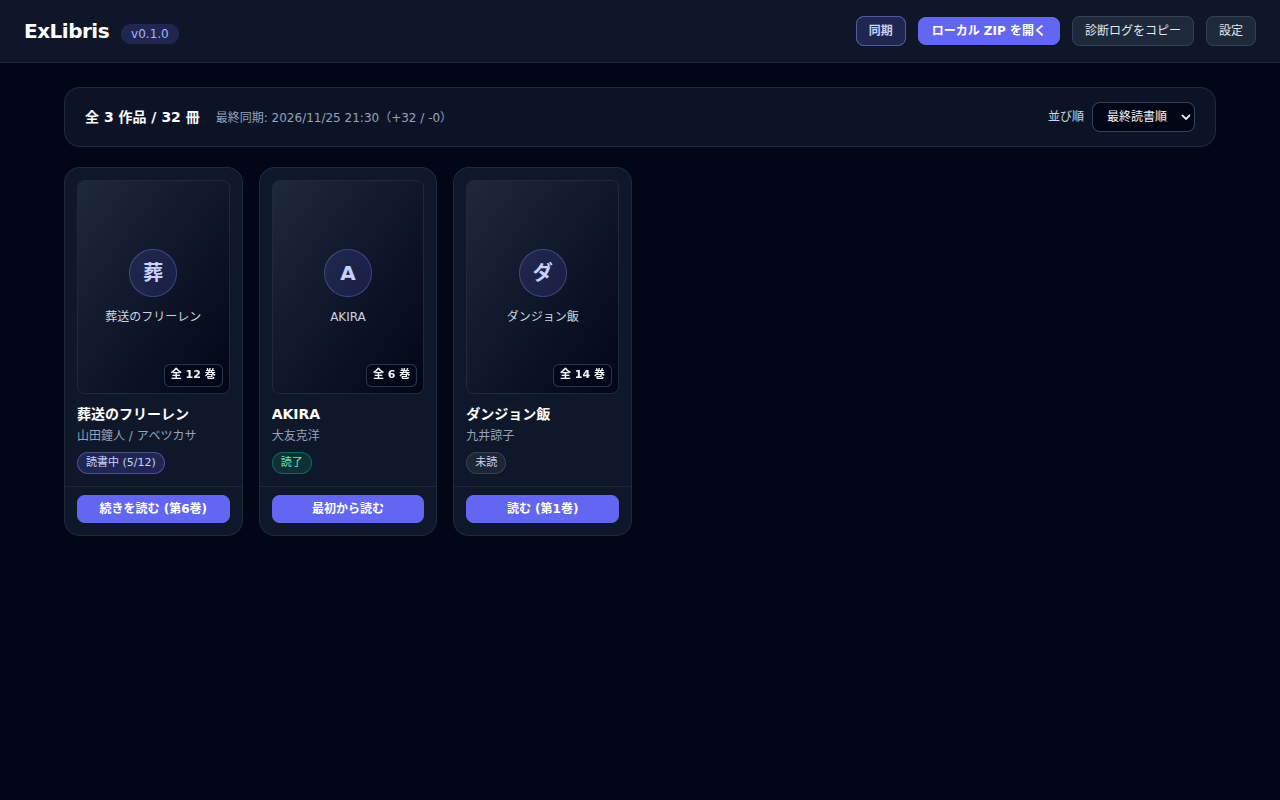 ExLibris v0.1.0 同期 ローカル ZIP を開く 診断ログをコピー 設定
全 3 作品 / 32 冊 最終同期: 2026/11/25 21:30（+32 / -0） 並び順 最終読書順
葬 A ダ
葬送のフリーレン AKIRA ダンジョン飯
全 12 巻 全 6 巻 全 14 巻
葬送のフリーレン AKIRA ダンジョン飯
山田鐘人 / アベツカサ 大友克洋 九井諒子
読書中 (5/12) 読了 未読
続きを読む (第6巻) 最初から読む 読む (第1巻)